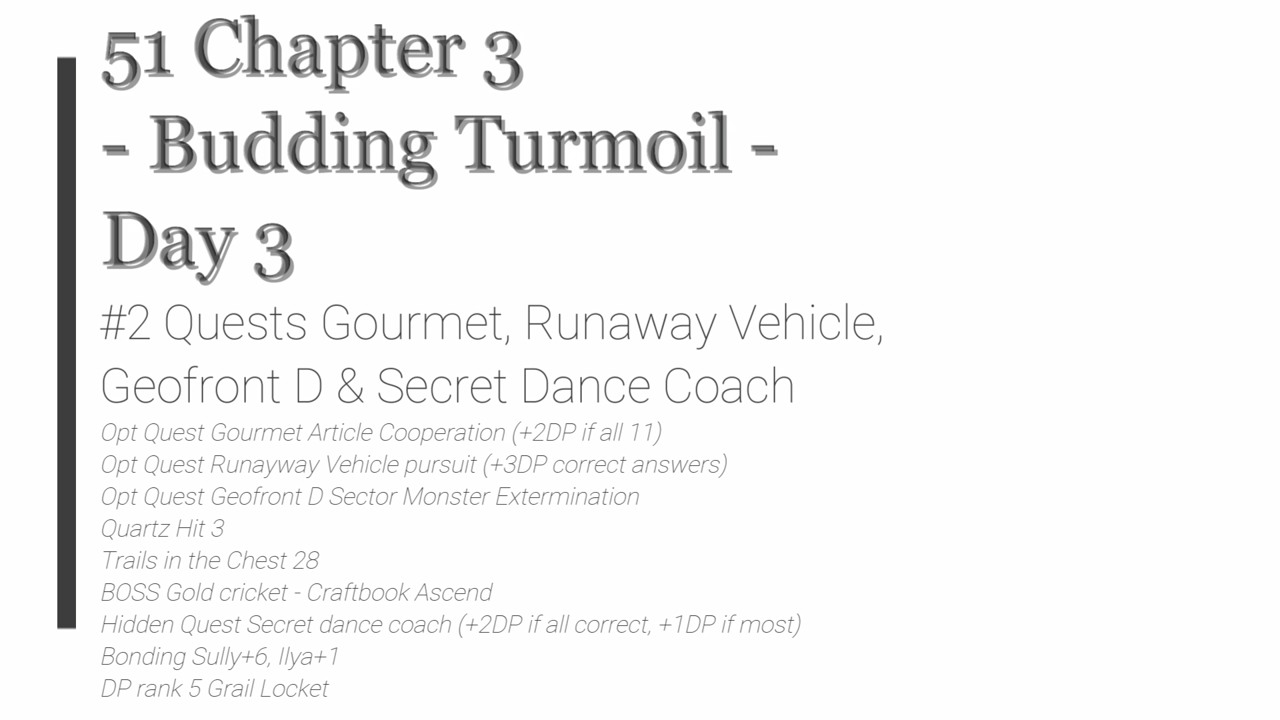 51 Chapter 3
- Budding Turmoil -
Day 3
#2 Quests Gourmet, Runaway Vehicle,
Geofront D & Secret Dance Coach
Opt Quest Gourmet Article Cooperation (+2DP if all 11)
Opt Quest Runayway Vehicle pursuit (+3DP correct answers)
Opt Quest Geofront D Sector Monster Extermination
Quartz Hit 3
Trails in the Chest 28
BOSS Gold cricket - Craftbook Ascend
Hidden Quest Secret dance coach (+2DP if all correct, +1DP if most)
Bonding Sully+6, Ilya+1
DP rank 5 Grail Locket